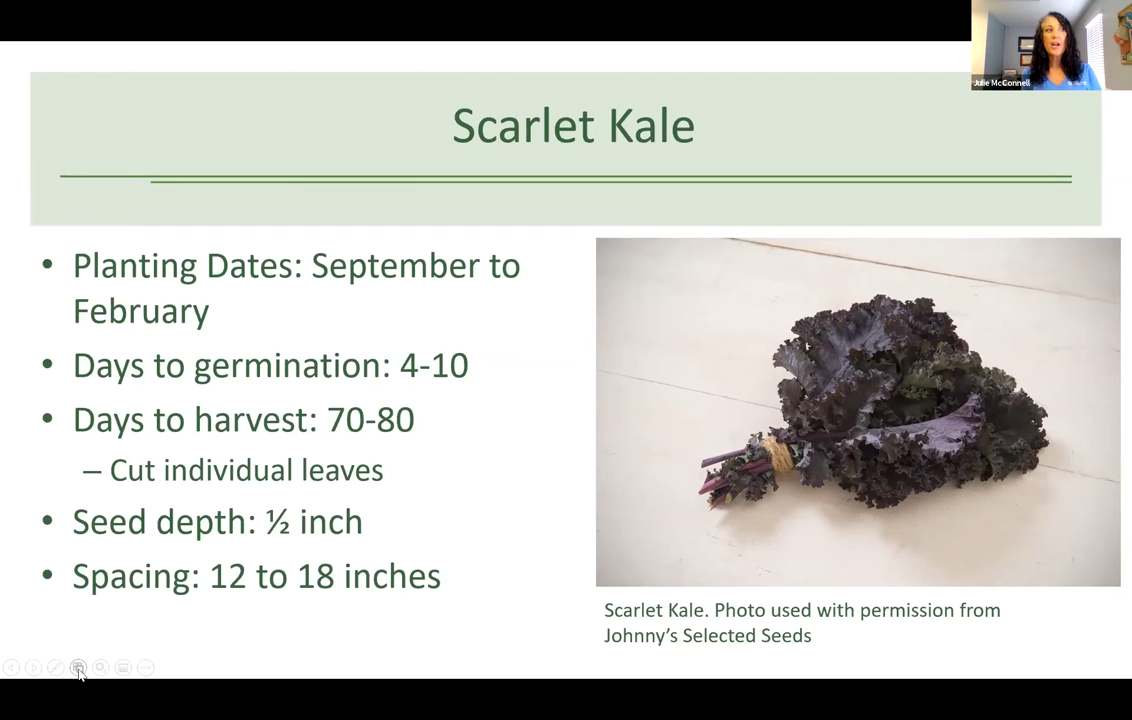 Julie McConnell
Scarlet Kale
• Planting Dates: September to
February
• Days to germination: 4-10
• Days to harvest: 70-80
– Cut individual leaves
• Seed depth: ½ inch
• Spacing: 12 to 18 inches
Scarlet Kale. Photo used with permission from
Johnny's Selected Seeds